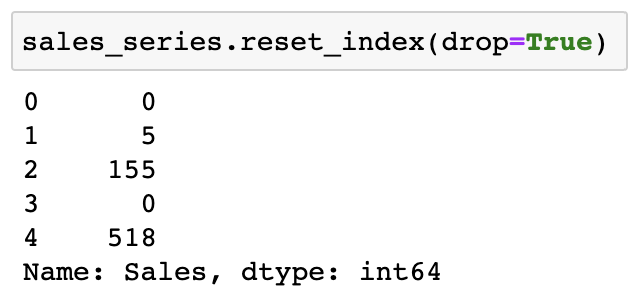 sales_series.reset_index(drop=True)
0      0
1      5
2    155
3      0
4    518
Name: Sales, dtype: int64